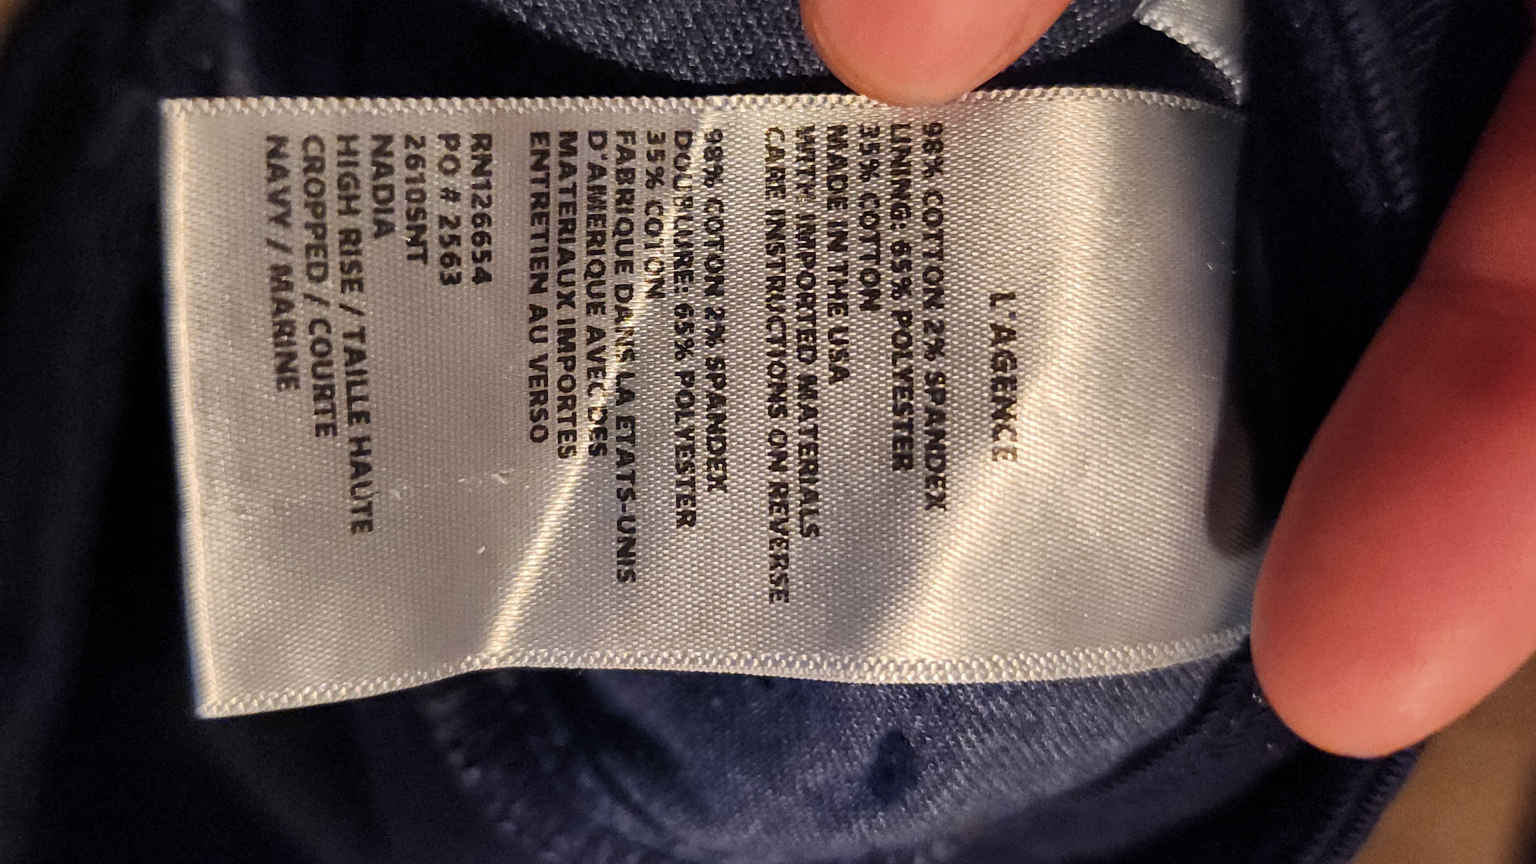 L'AGENCE
98% COTTON 2% SPANDEX
LINING: 65% POLYESTER
35% COTTON
MADE IN THE USA
WITH IMPORTED MATERIALS
CARE INSTRUCTIONS ON REVERSE
98% COTON 2% SPANDEX
DOUBLURE: 65% POLYESTER
35% COTON
FABRIQUE DANS LA ETATS-UNIS
D'AMERIQUE AVEC DES
MATERIAUX IMPORTES
ENTRETIEN AU VERSO
RN126654
PO # 2563
2610SNT
NADIA
HIGH RISE / TAILLE HAUTE
CROPPED / COURTE
NAVY / MARINE